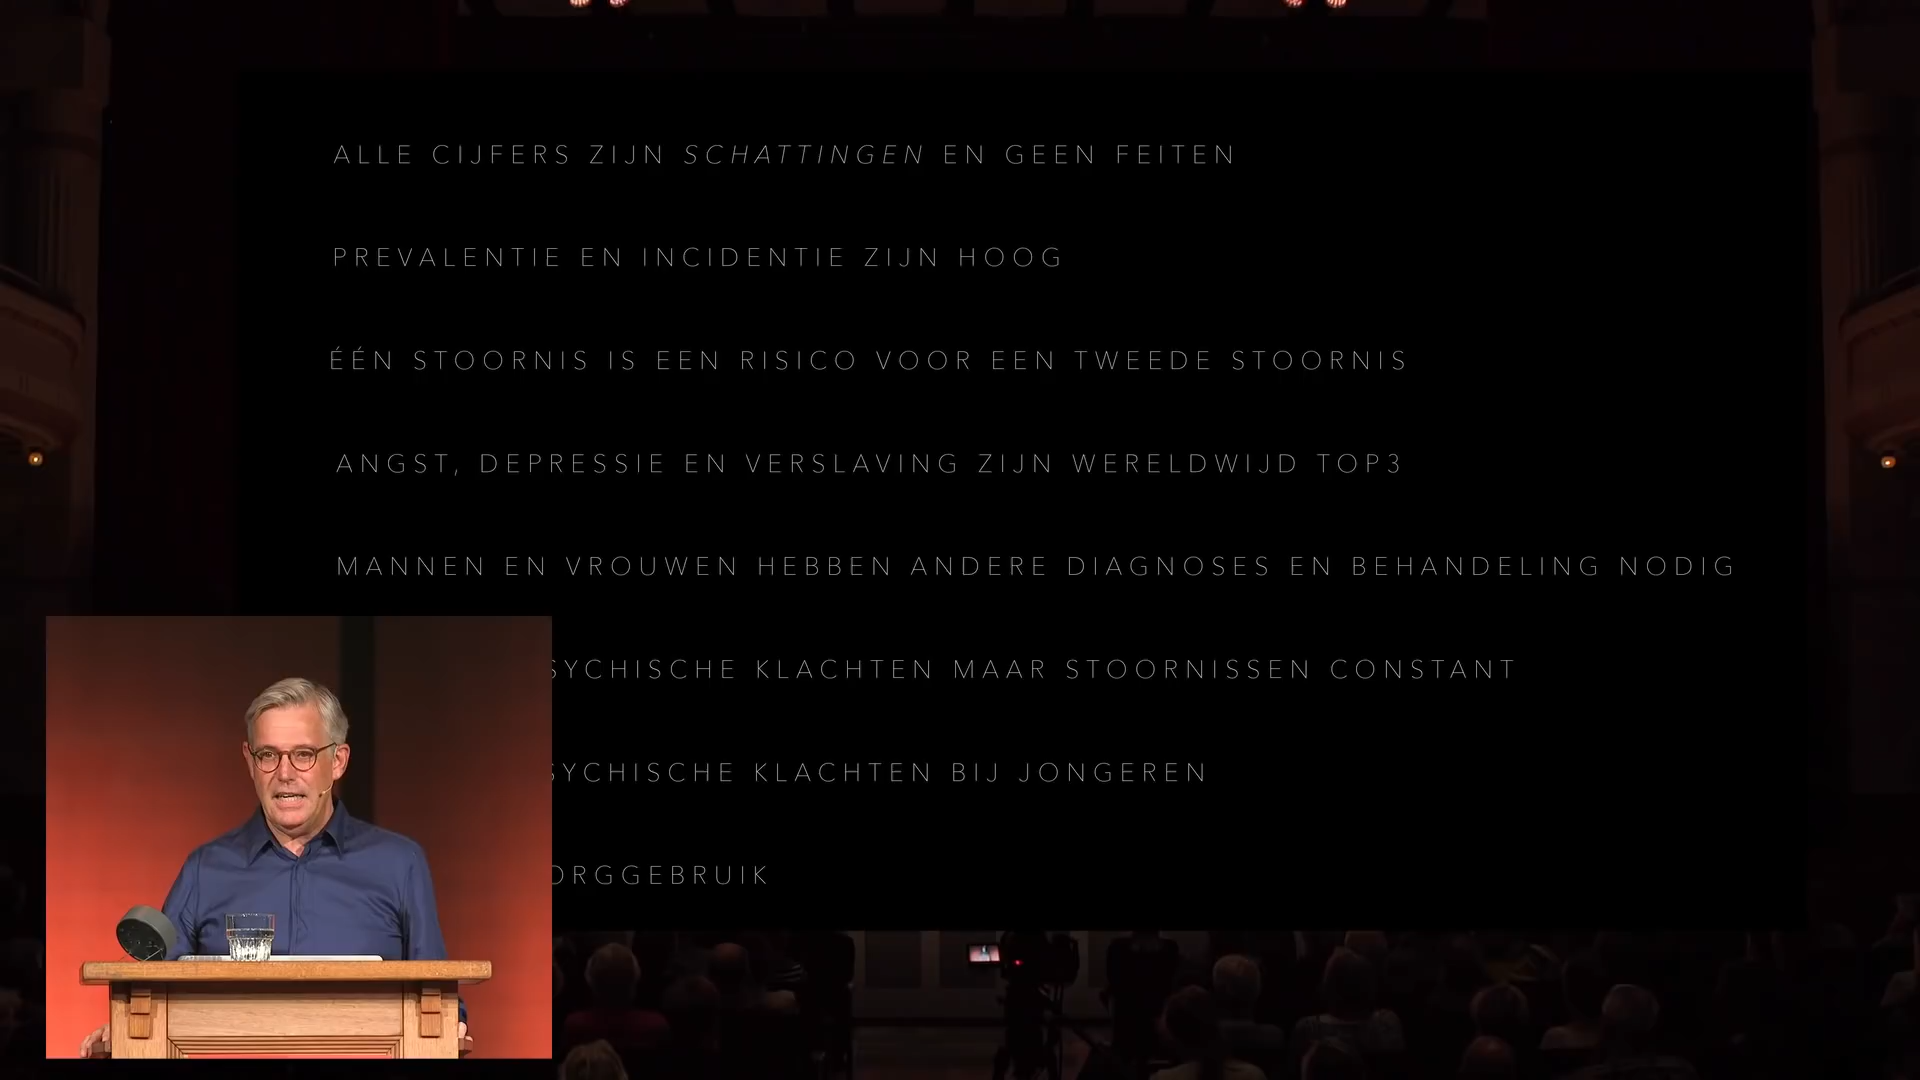 ALLE CIJFERS ZIJN SCHATTINGEN EN GEEN FEITEN
PREVALENTIE EN INCIDENTIE ZIJN HOOG
ÉÉN STOORNIS IS EEN RISICO VOOR EEN TWEEDE STOORNIS
ANGST, DEPRESSIE EN VERSLAVING ZIJN WERELDWIJD TOP3
MANNEN EN VROUWEN HEBBEN ANDERE DIAGNOSES EN BEHANDELING NODIG
SYCHISCHE KLACHTEN MAAR STOORNISSEN CONSTANT
SYCHISCHE KLACHTEN BIJ JONGEREN
ORGGEBRUIK